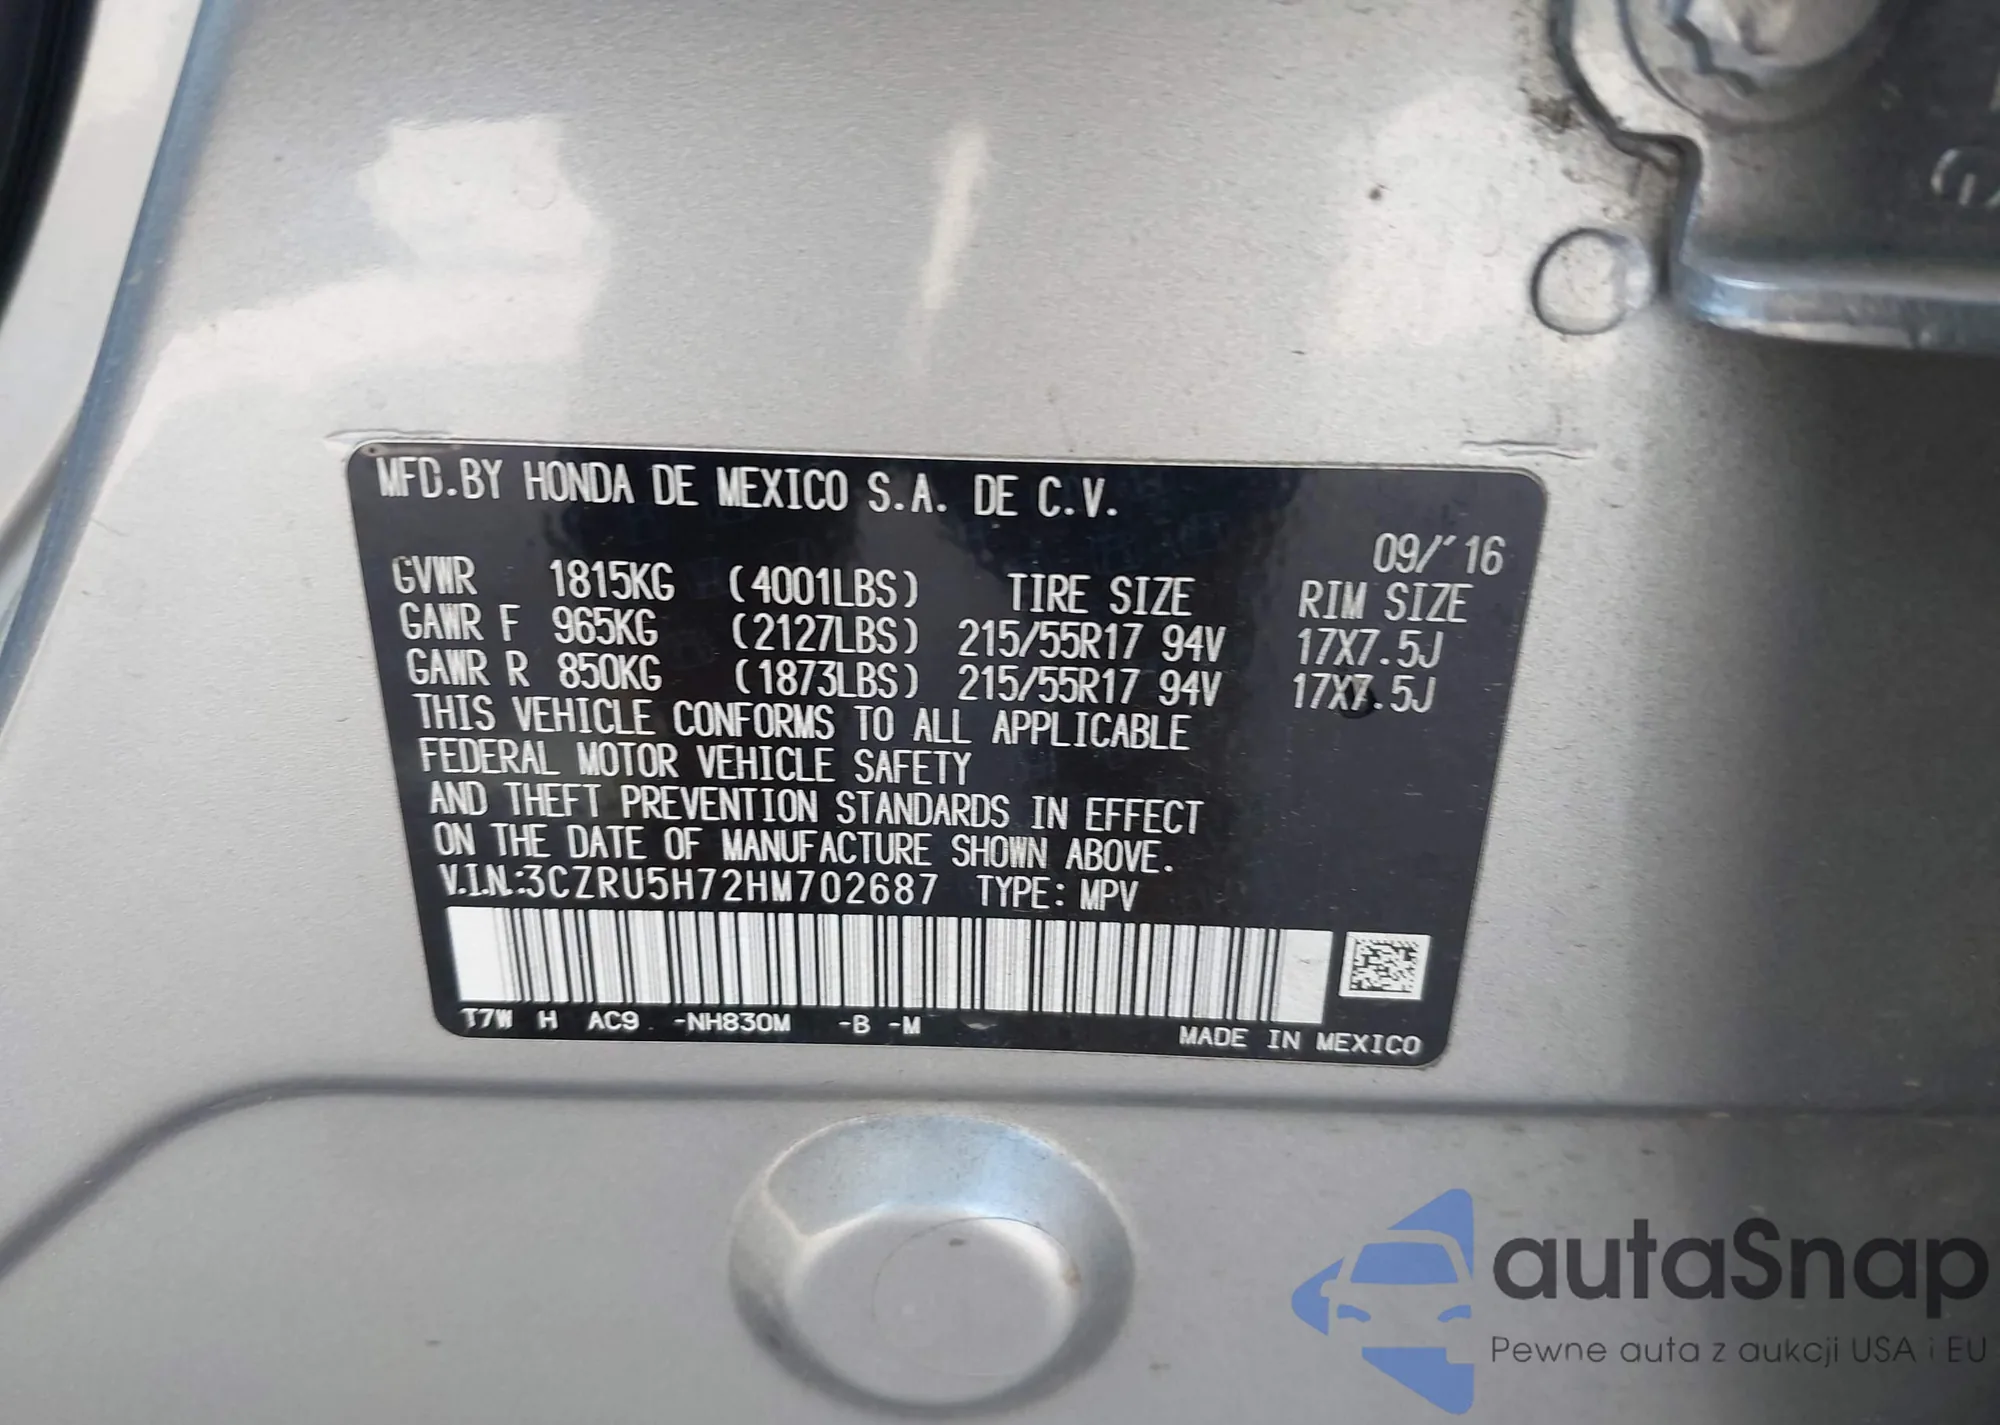 MFD.BY HONDA DE MEXICO S.A. DE C.V.
09/'16
GVWR 1815KG (4001LBS) TIRE SIZE RIM SIZE
GAWR F 965KG (2127LBS) 215/55R17 94V 17X7.5J
GAWR R 850KG (1873LBS) 215/55R17 94V 17X7.5J
THIS VEHICLE CONFORMS TO ALL APPLICABLE
FEDERAL MOTOR VEHICLE SAFETY
AND THEFT PREVENTION STANDARDS IN EFFECT
ON THE DATE OF MANUFACTURE SHOWN ABOVE.
V.I.N.:3CZRU5H72HM702687 TYPE: MPV
T7W H AC9 -NH830M -B -M
MADE IN MEXICO
autaSnap
Pewne auta z aukcji USA i EU